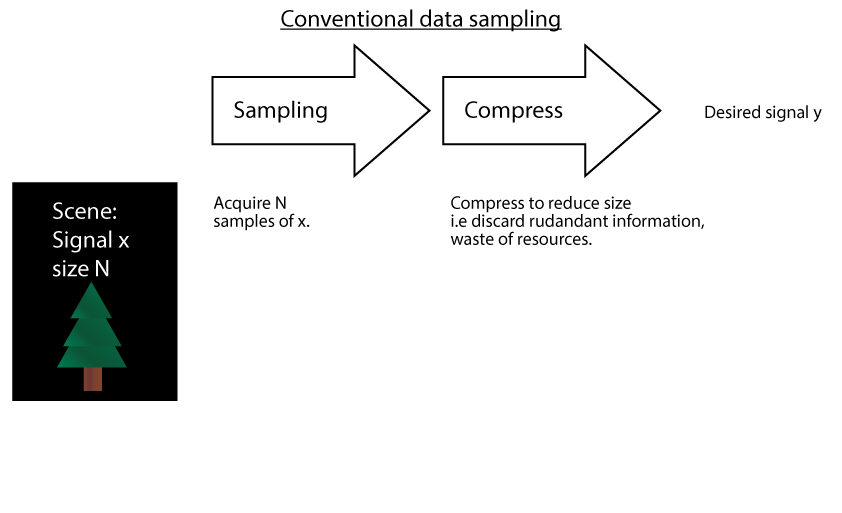 Conventional data sampling
Sampling
Compress
Desired signal y
Acquire N
samples of x.
Compress to reduce size
i.e discard rudandant information,
waste of resources.
Scene:
Signal x
size N